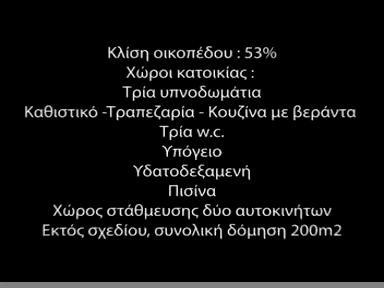 Κλίση οικοπέδου : 53%
Χώροι κατοικίας :
Τρία υπνοδωμάτια
Καθιστικό -Τραπεζαρία - Κουζίνα με βεράντα
Τρία w.c.
Υπόγειο
Υδατοδεξαμενή
Πισίνα
Χώρος στάθμευσης δύο αυτοκινήτων
Εκτός σχεδίου, συνολική δόμηση 200m2